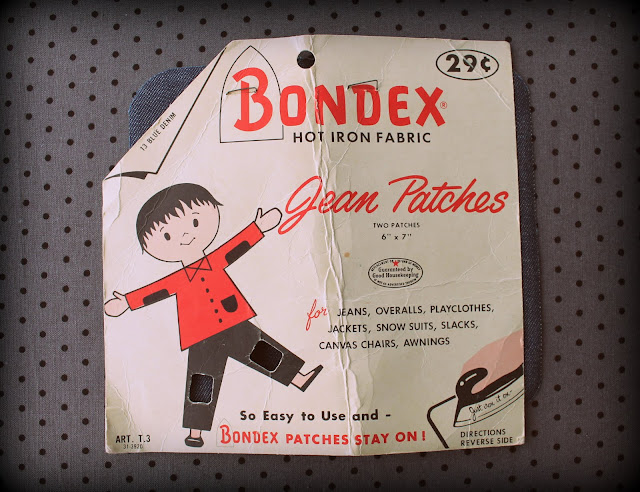 29¢
BONDEX®
HOT IRON FABRIC
13 BLUE DENIM
Jean Patches
TWO PATCHES
6" x 7"
Guaranteed by
Good Housekeeping
for JEANS, OVERALLS, PLAYCLOTHES,
JACKETS, SNOW SUITS, SLACKS,
CANVAS CHAIRS, AWNINGS
Just iron it on
So Easy to Use and -
BONDEX PATCHES STAY ON!
ART. T.3
DIRECTIONS
REVERSE SIDE